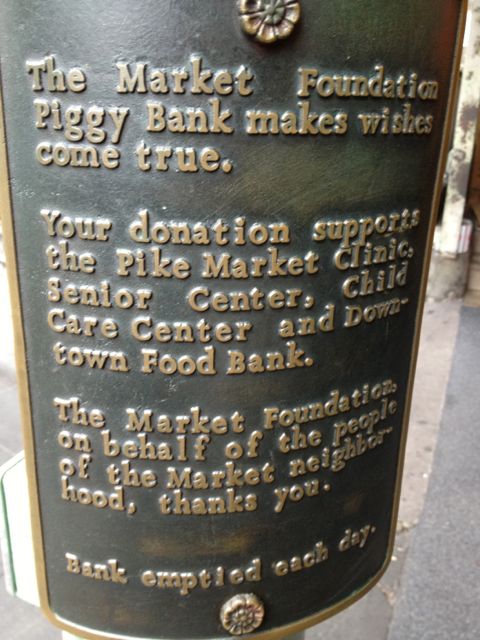 The Market Foundation
Piggy Bank makes wishes
come true.
Your donation supports
the Pike Market Clinic,
Senior Center, Child
Care Center and Down-
town Food Bank.
The Market Foundation,
on behalf of the people
of the Market neighbor-
hood, thanks you.
Bank emptied each day.